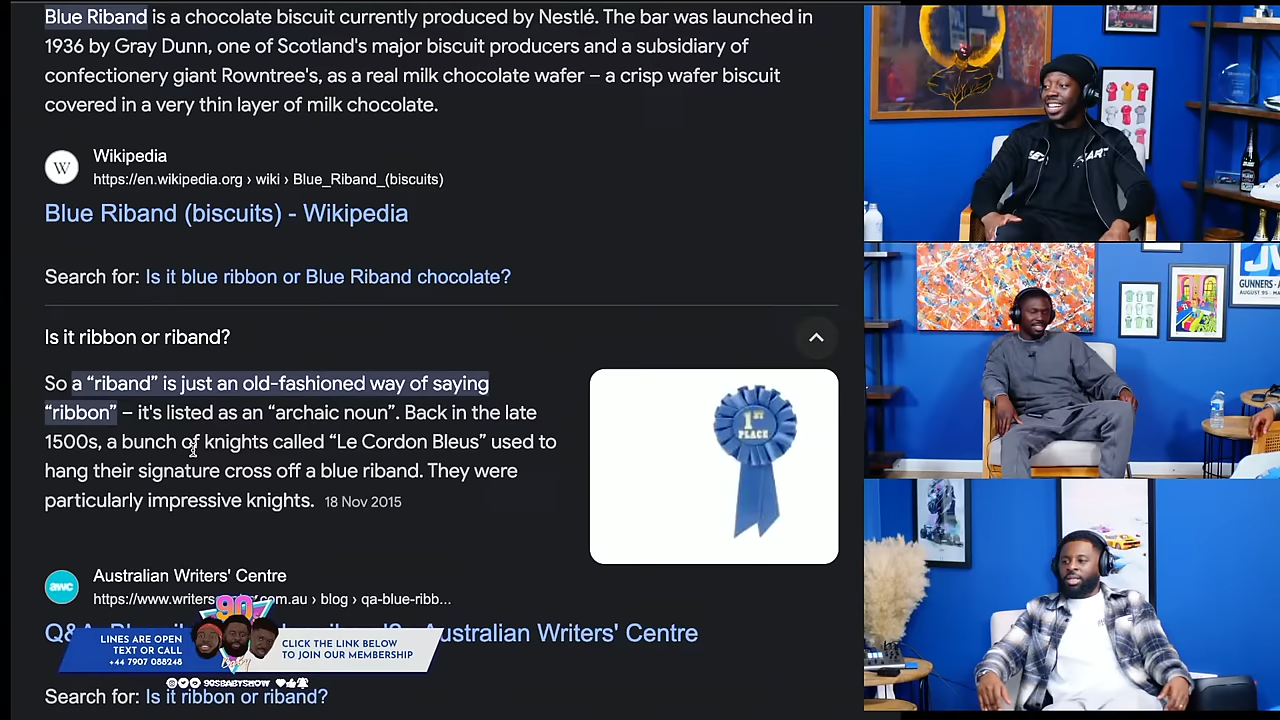 Blue Riband is a chocolate biscuit currently produced by Nestlé. The bar was launched in
1936 by Gray Dunn, one of Scotland's major biscuit producers and a subsidiary of
confectionery giant Rowntree's, as a real milk chocolate wafer – a crisp wafer biscuit
covered in a very thin layer of milk chocolate.
W
Wikipedia
https://en.wikipedia.org › wiki › Blue_Riband_(biscuits)
Blue Riband (biscuits) - Wikipedia
Search for: Is it blue ribbon or Blue Riband chocolate?
Is it ribbon or riband?
So a “riband” is just an old-fashioned way of saying
“ribbon” – it's listed as an “archaic noun”. Back in the late
1500s, a bunch of knights called “Le Cordon Bleus” used to
hang their signature cross off a blue riband. They were
particularly impressive knights. 18 Nov 2015
1ST
PLACE
awc
Australian Writers' Centre
https://www.writers com.au › blog › qa-blue-ribb...
Q&A: Australian Writers' Centre
90
Baby
LINES ARE OPEN
TEXT OR CALL
+44 7907 088248
CLICK THE LINK BELOW
TO JOIN OUR MEMBERSHIP
90SBABYSHOW
Search for: Is it ribbon or riband?
GUNNERS
AUGUST 95